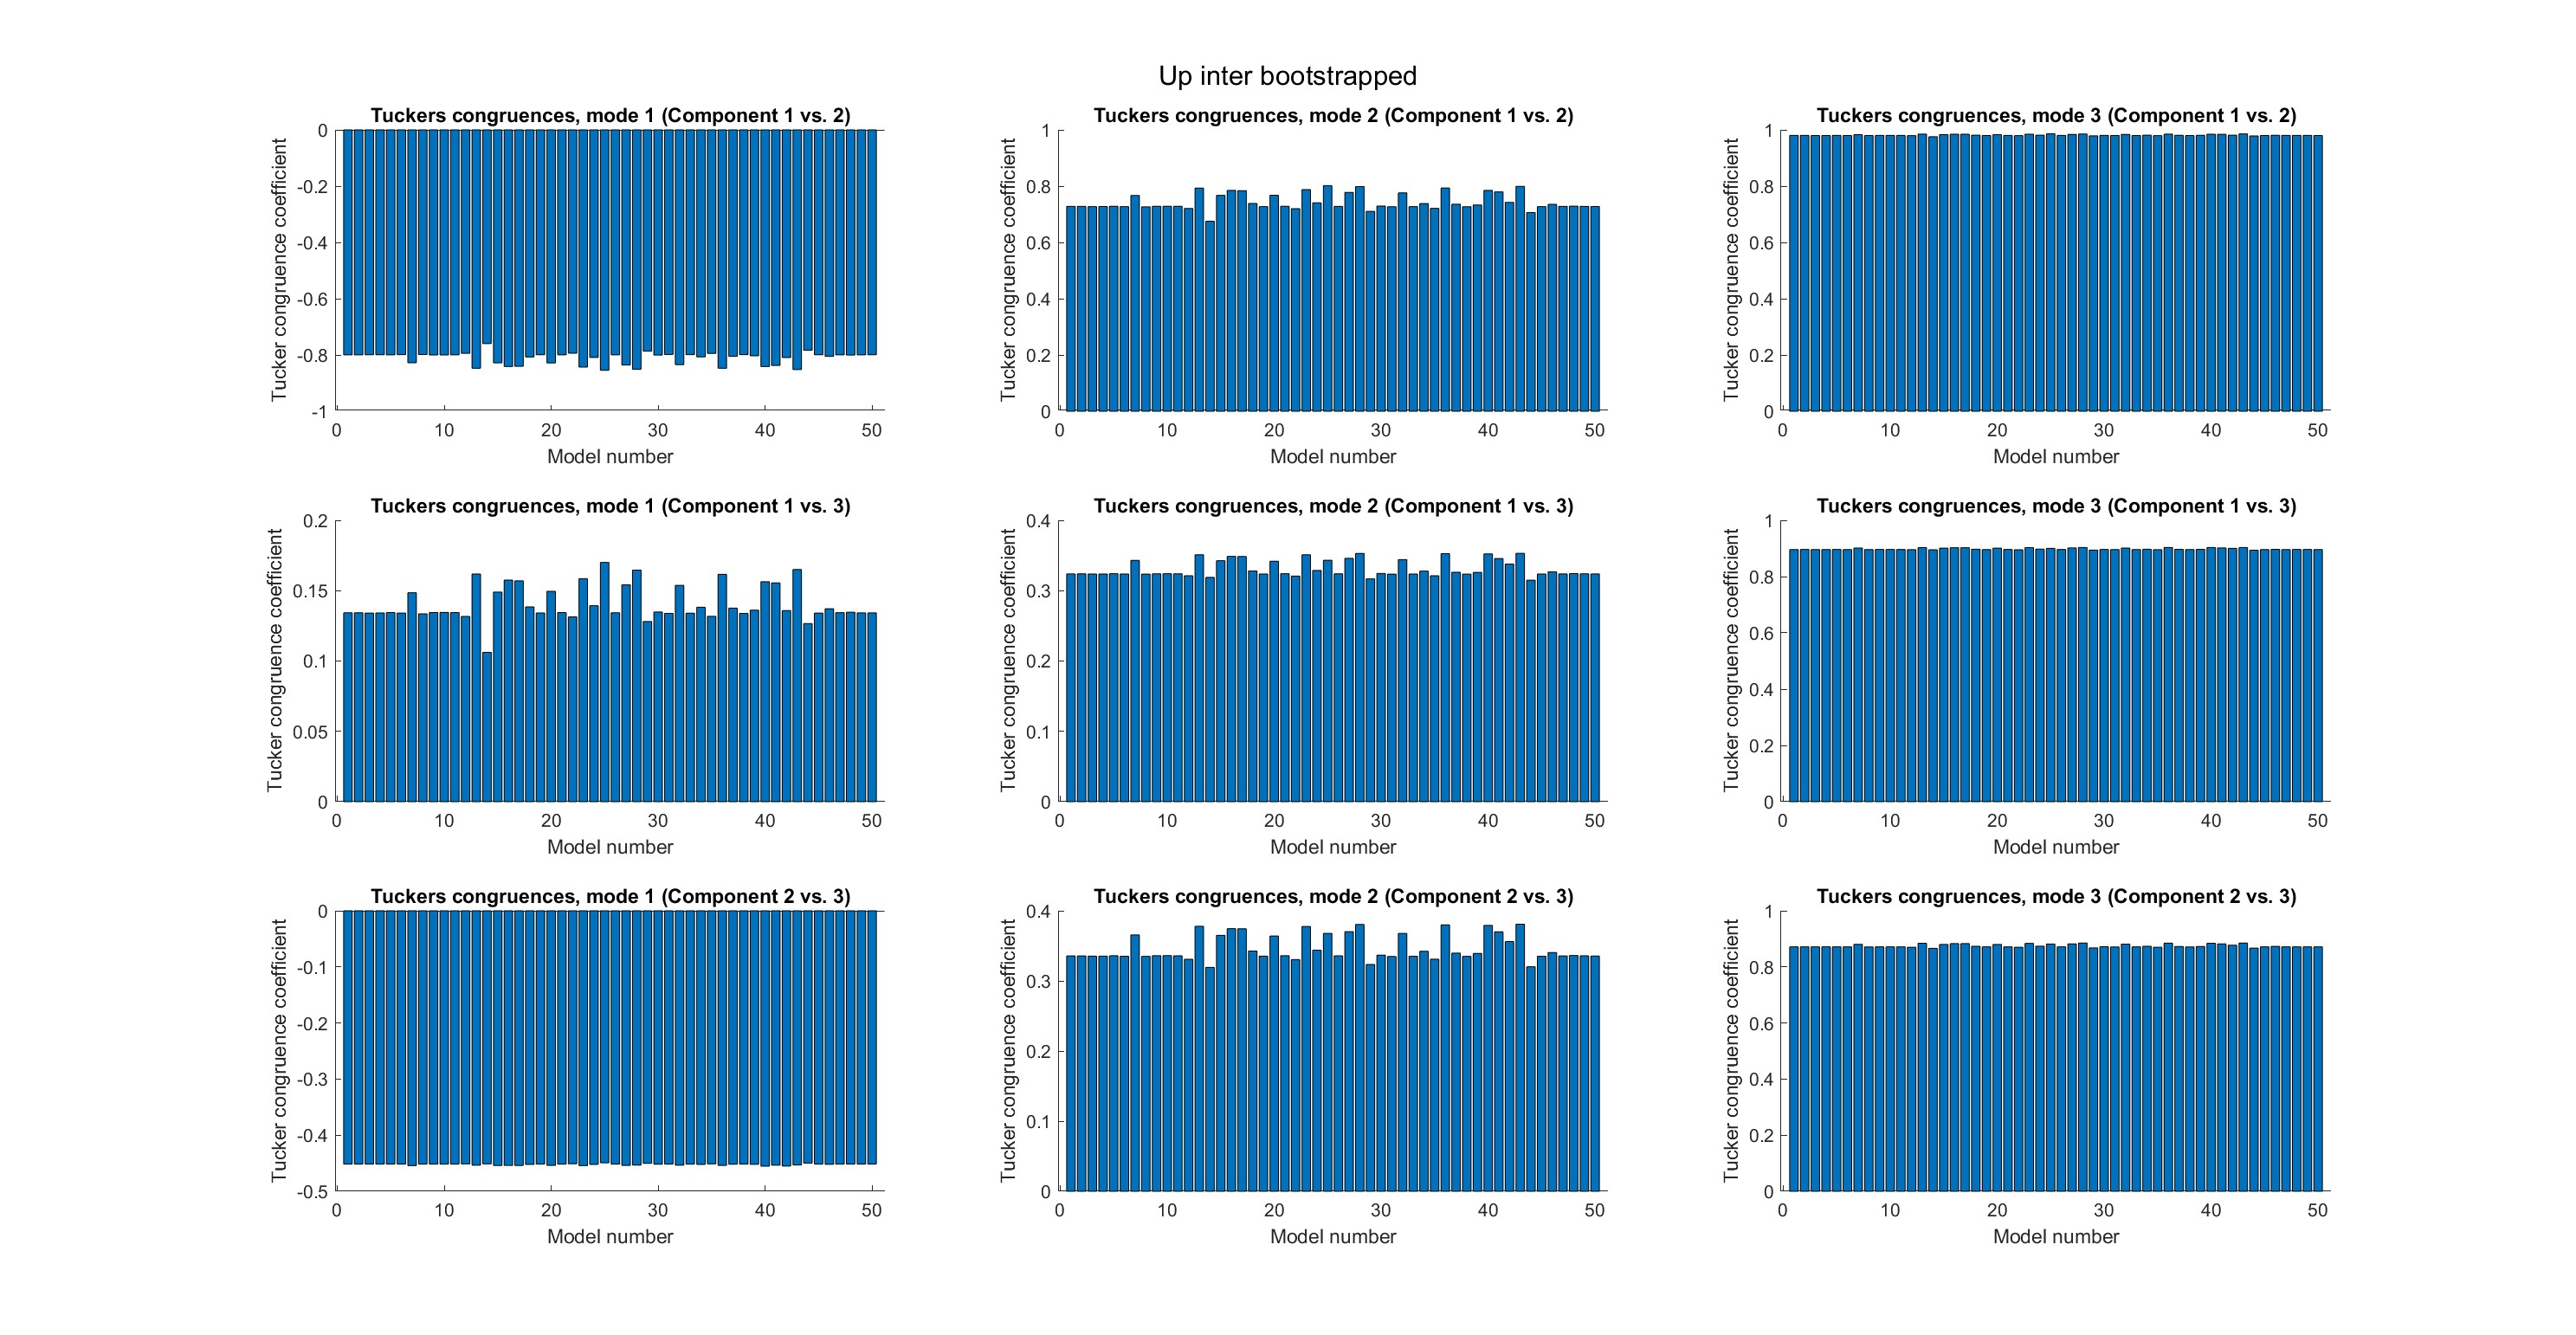 Up inter bootstrapped
Tuckers congruences, mode 1 (Component 1 vs. 2)
Tucker congruence coefficient
0
-0.2
-0.4
-0.6
-0.8
-1
0 10 20 30 40 50
Model number
Tuckers congruences, mode 2 (Component 1 vs. 2)
Tucker congruence coefficient
1
0.8
0.6
0.4
0.2
0
0 10 20 30 40 50
Model number
Tuckers congruences, mode 3 (Component 1 vs. 2)
Tucker congruence coefficient
1
0.8
0.6
0.4
0.2
0
0 10 20 30 40 50
Model number
Tuckers congruences, mode 1 (Component 1 vs. 3)
Tucker congruence coefficient
0.2
0.15
0.1
0.05
0
0 10 20 30 40 50
Model number
Tuckers congruences, mode 2 (Component 1 vs. 3)
Tucker congruence coefficient
0.4
0.3
0.2
0.1
0
0 10 20 30 40 50
Model number
Tuckers congruences, mode 3 (Component 1 vs. 3)
Tucker congruence coefficient
1
0.8
0.6
0.4
0.2
0
0 10 20 30 40 50
Model number
Tuckers congruences, mode 1 (Component 2 vs. 3)
Tucker congruence coefficient
0
-0.1
-0.2
-0.3
-0.4
-0.5
0 10 20 30 40 50
Model number
Tuckers congruences, mode 2 (Component 2 vs. 3)
Tucker congruence coefficient
0.4
0.3
0.2
0.1
0
0 10 20 30 40 50
Model number
Tuckers congruences, mode 3 (Component 2 vs. 3)
Tucker congruence coefficient
1
0.8
0.6
0.4
0.2
0
0 10 20 30 40 50
Model number